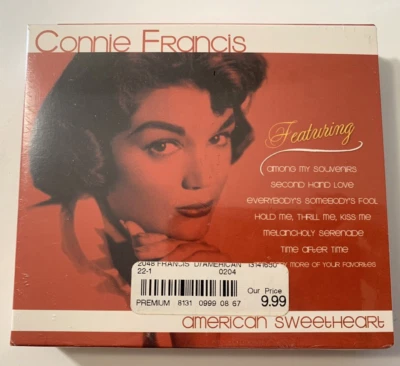 Connie Francis
Featuring
AMONG MY SOUVENIRS
SECOND HAND LOVE
EVERYBODY'S SOMEBODY'S FOOL
HOLD ME, THRILL ME, KISS ME
MELANCHOLY SERENADE
TIME AFTER TIME
MORE OF YOUR FAVORITES
2048 FRANCIS D/AMERICAN 13141650
22-1 0204
Our Price
PREMIUM 8131 0999 08 67 9.99
american sweetheart